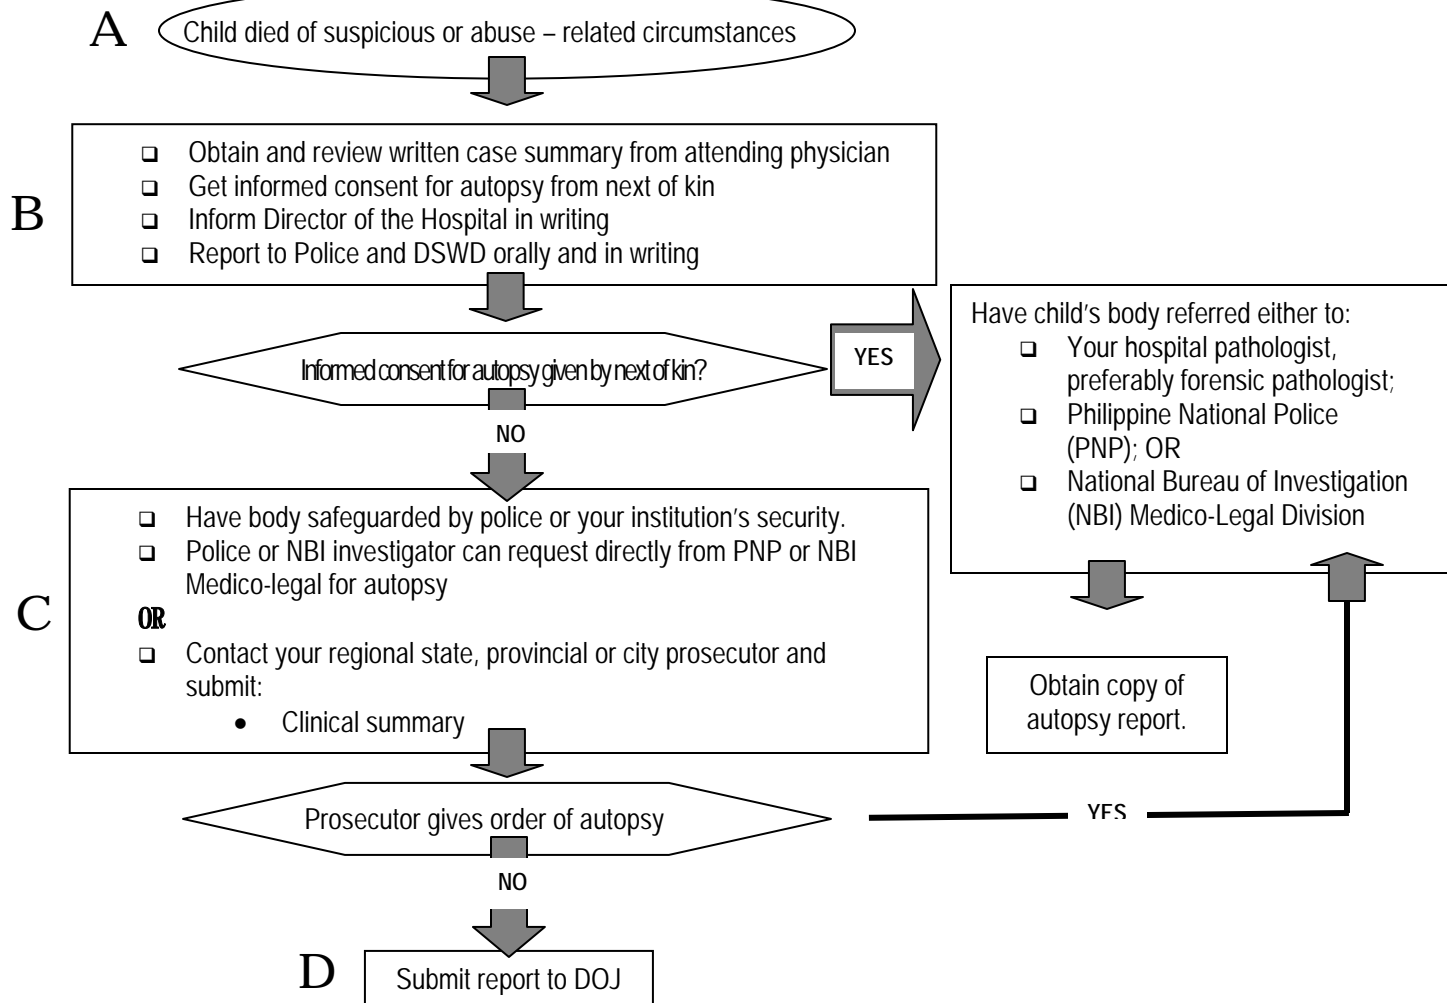 A
Child died of suspicious or abuse – related circumstances
B
❑ Obtain and review written case summary from attending physician
❑ Get informed consent for autopsy from next of kin
❑ Inform Director of the Hospital in writing
❑ Report to Police and DSWD orally and in writing
Informed consent for autopsy given by next of kin?
YES
Have child's body referred either to:
❑ Your hospital pathologist,
preferably forensic pathologist;
❑ Philippine National Police
(PNP); OR
❑ National Bureau of Investigation
(NBI) Medico-Legal Division
NO
C
❑ Have body safeguarded by police or your institution's security.
❑ Police or NBI investigator can request directly from PNP or NBI
Medico-legal for autopsy
OR
❑ Contact your regional state, provincial or city prosecutor and
submit:
• Clinical summary
Obtain copy of
autopsy report.
Prosecutor gives order of autopsy
YES
NO
D
Submit report to DOJ